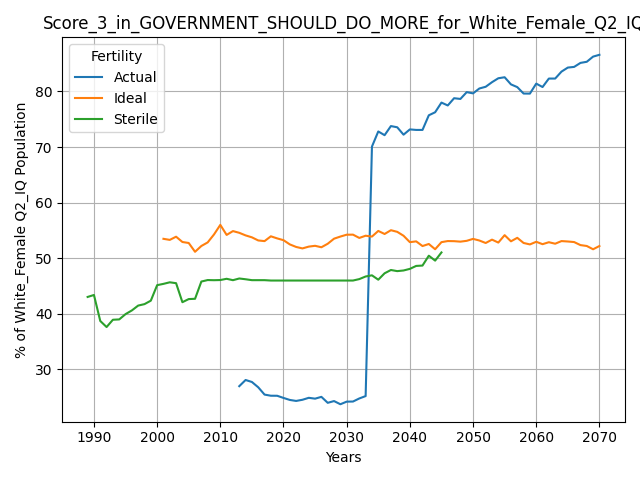 Score_3_in_GOVERNMENT_SHOULD_DO_MORE_for_White_Female_Q2_IQ
Fertility
Actual
Ideal
Sterile
% of White_Female Q2_IQ Population
80
70
60
50
40
30
1990
2000
2010
2020
2030
2040
2050
2060
2070
Years